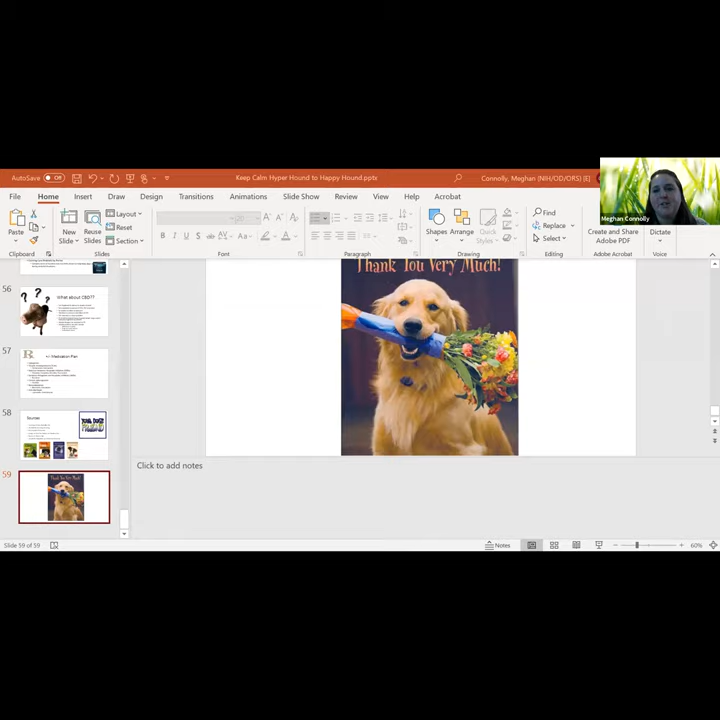 AutoSave Off
Keep Calm Hyper Hound to Happy Hound.pptx
Connolly, Meghan (NIH/OD/ORS) [E]
File Home Insert Draw Design Transitions Animations Slide Show Review View Help Acrobat
Meghan Connolly
Paste
New
Slide
Reuse
Slides
Layout
Reset
Section
Shapes
Arrange
Quick
Styles
Find
Replace
Select
Create and Share
Adobe PDF
Dictate
Clipboard Slides Font Paragraph Drawing Editing Adobe Acrobat Voice
56
What about CBD??
57
Medication Plan
58
59
Thank You Very Much!
Thank You Very Much!
Click to add notes
Slide 59 of 59
Notes
60%